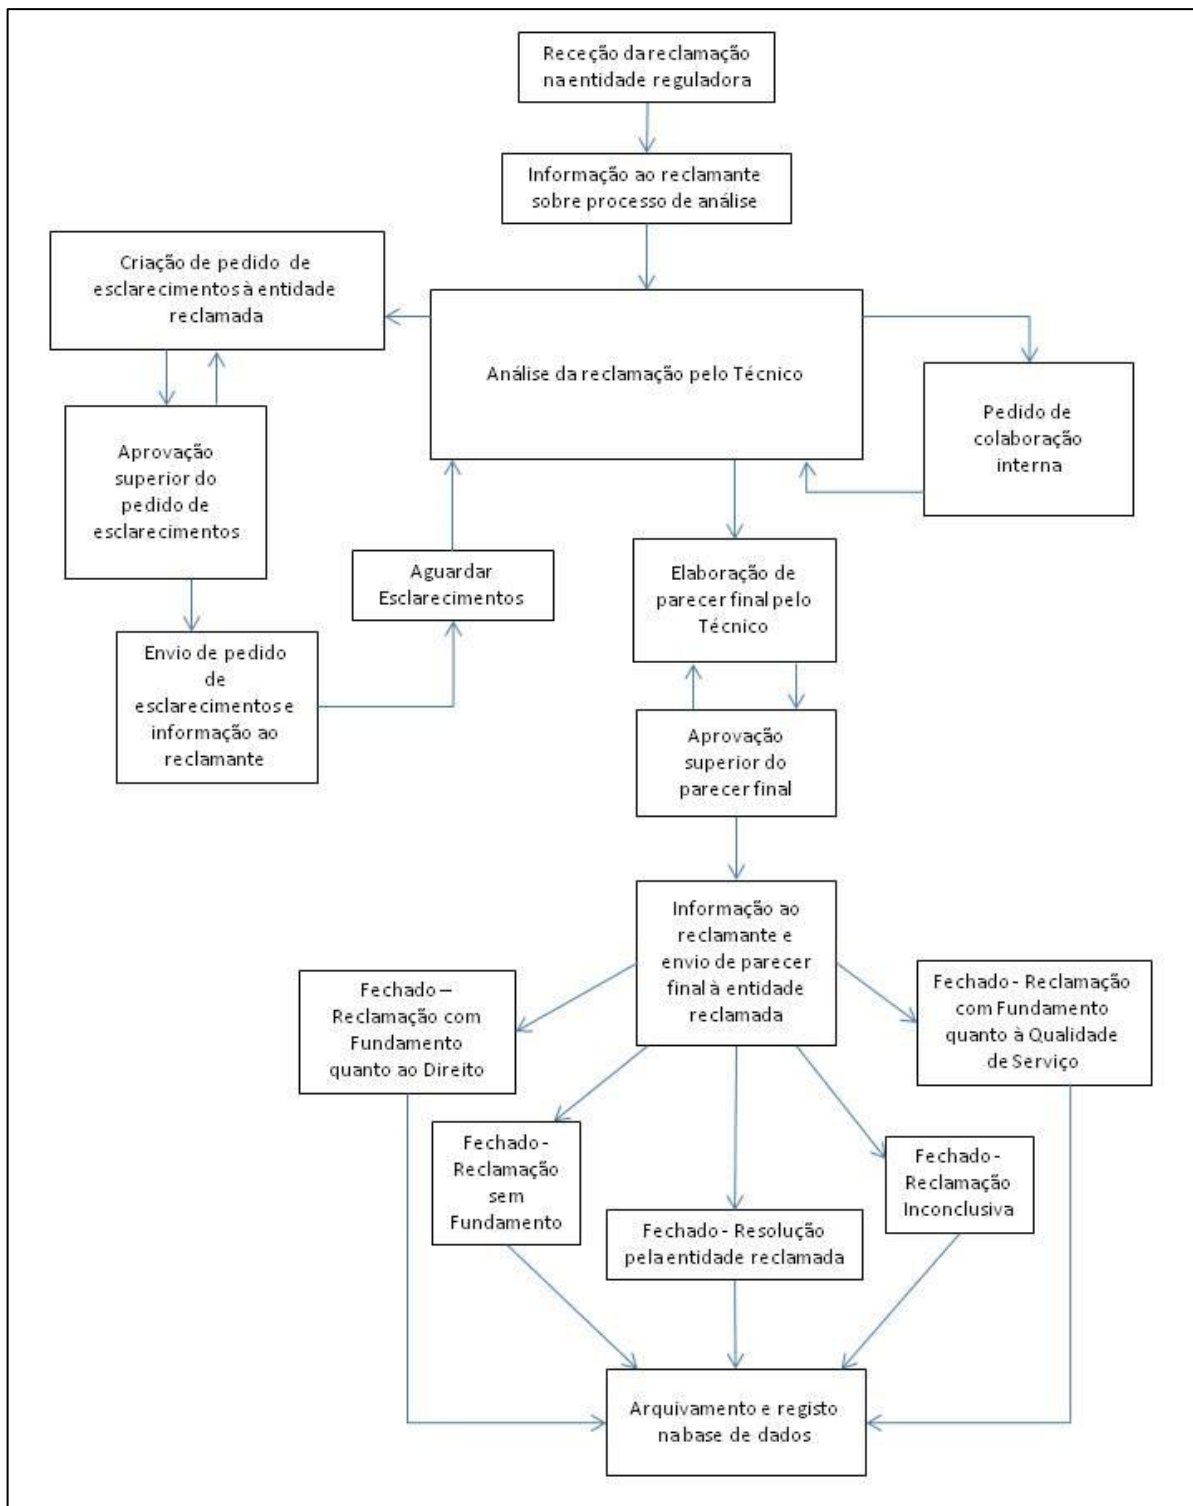 Receção da reclamação
na entidade reguladora
Informação ao reclamante
sobre processo de análise
Criação de pedido de
esclarecimentos à entidade
reclamada
Análise da reclamação pelo Técnico
Pedido de
colaboração
interna
Aprovação
superior do
pedido de
esclarecimentos
Aguardar
Esclarecimentos
Elaboração de
parecer final pelo
Técnico
Envio de pedido
de
esclarecimentos e
informação ao
reclamante
Aprovação
superior do
parecer final
Informação ao
reclamante e
envio de parecer
final à entidade
reclamada
Fechado –
Reclamação com
Fundamento
quanto ao Direito
Fechado - Reclamação
com Fundamento
quanto à Qualidade
de Serviço
Fechado -
Reclamação
sem
Fundamento
Fechado - Resolução
pela entidade reclamada
Fechado -
Reclamação
Inconclusiva
Arquivamento e registo
na base de dados